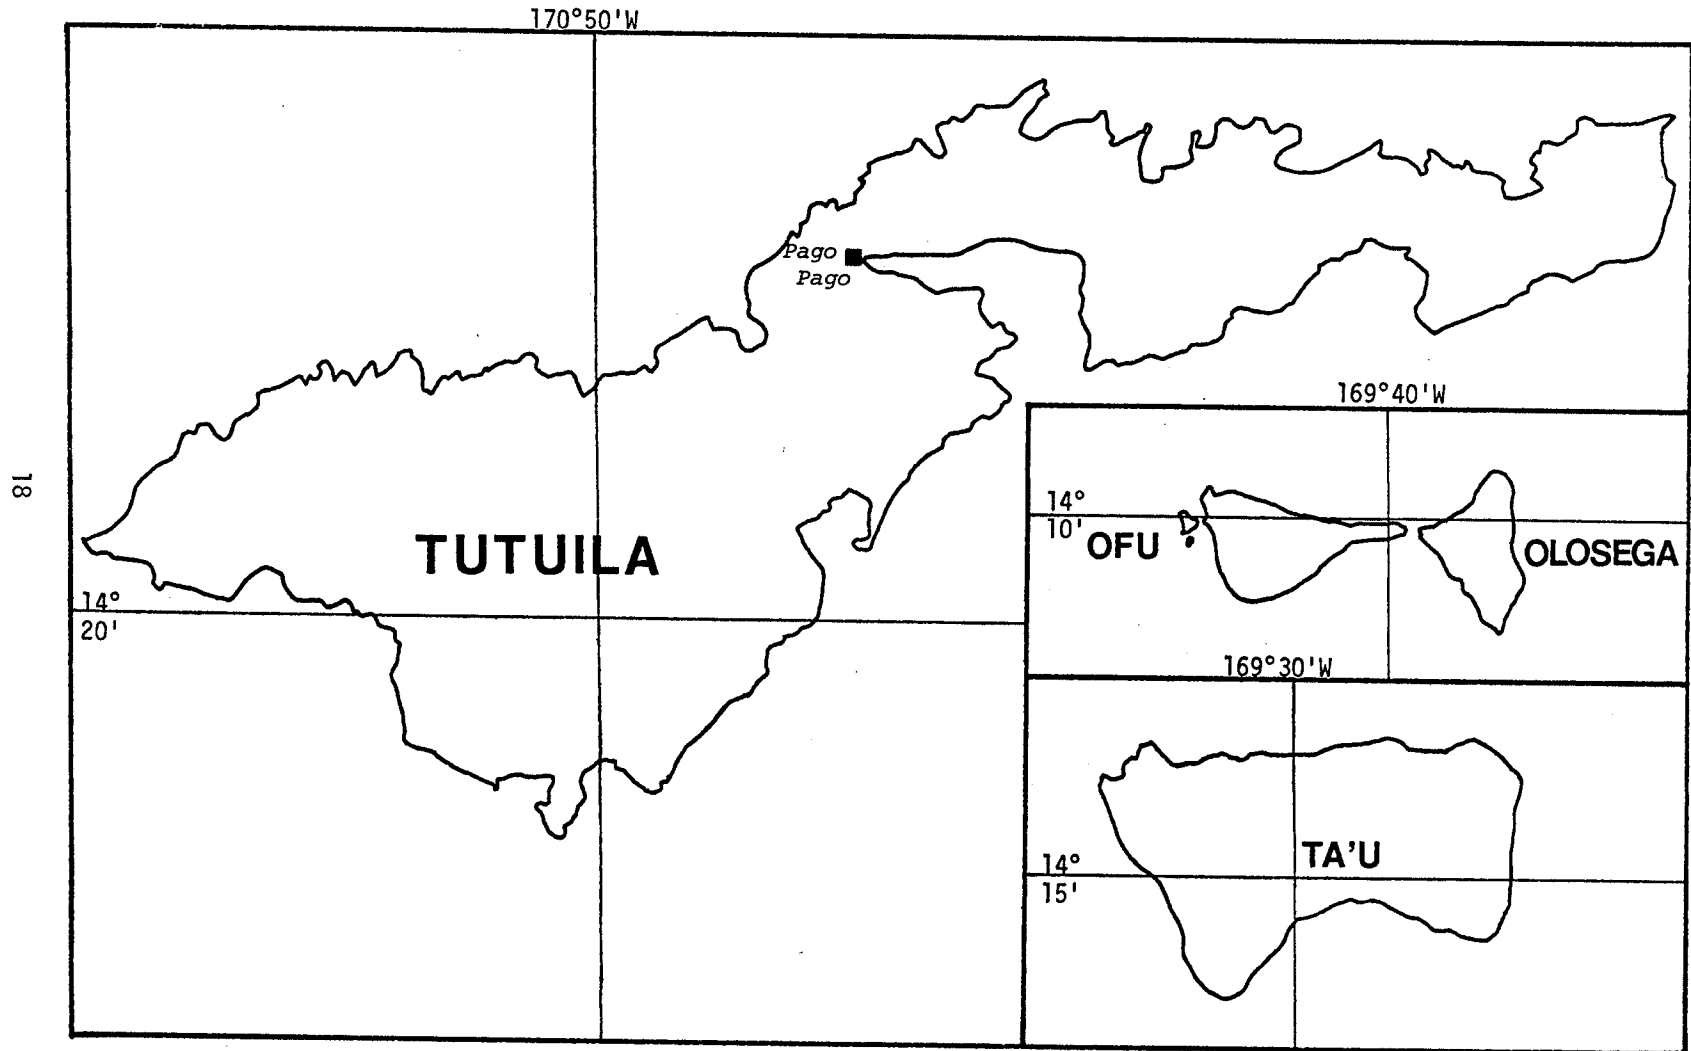 170°50'W
Pago
Pago
18
169°40'W
14°
10'
OFU
OLOSEGA
TUTUILA
14°
20'
169°30'W
TA'U
14°
15'